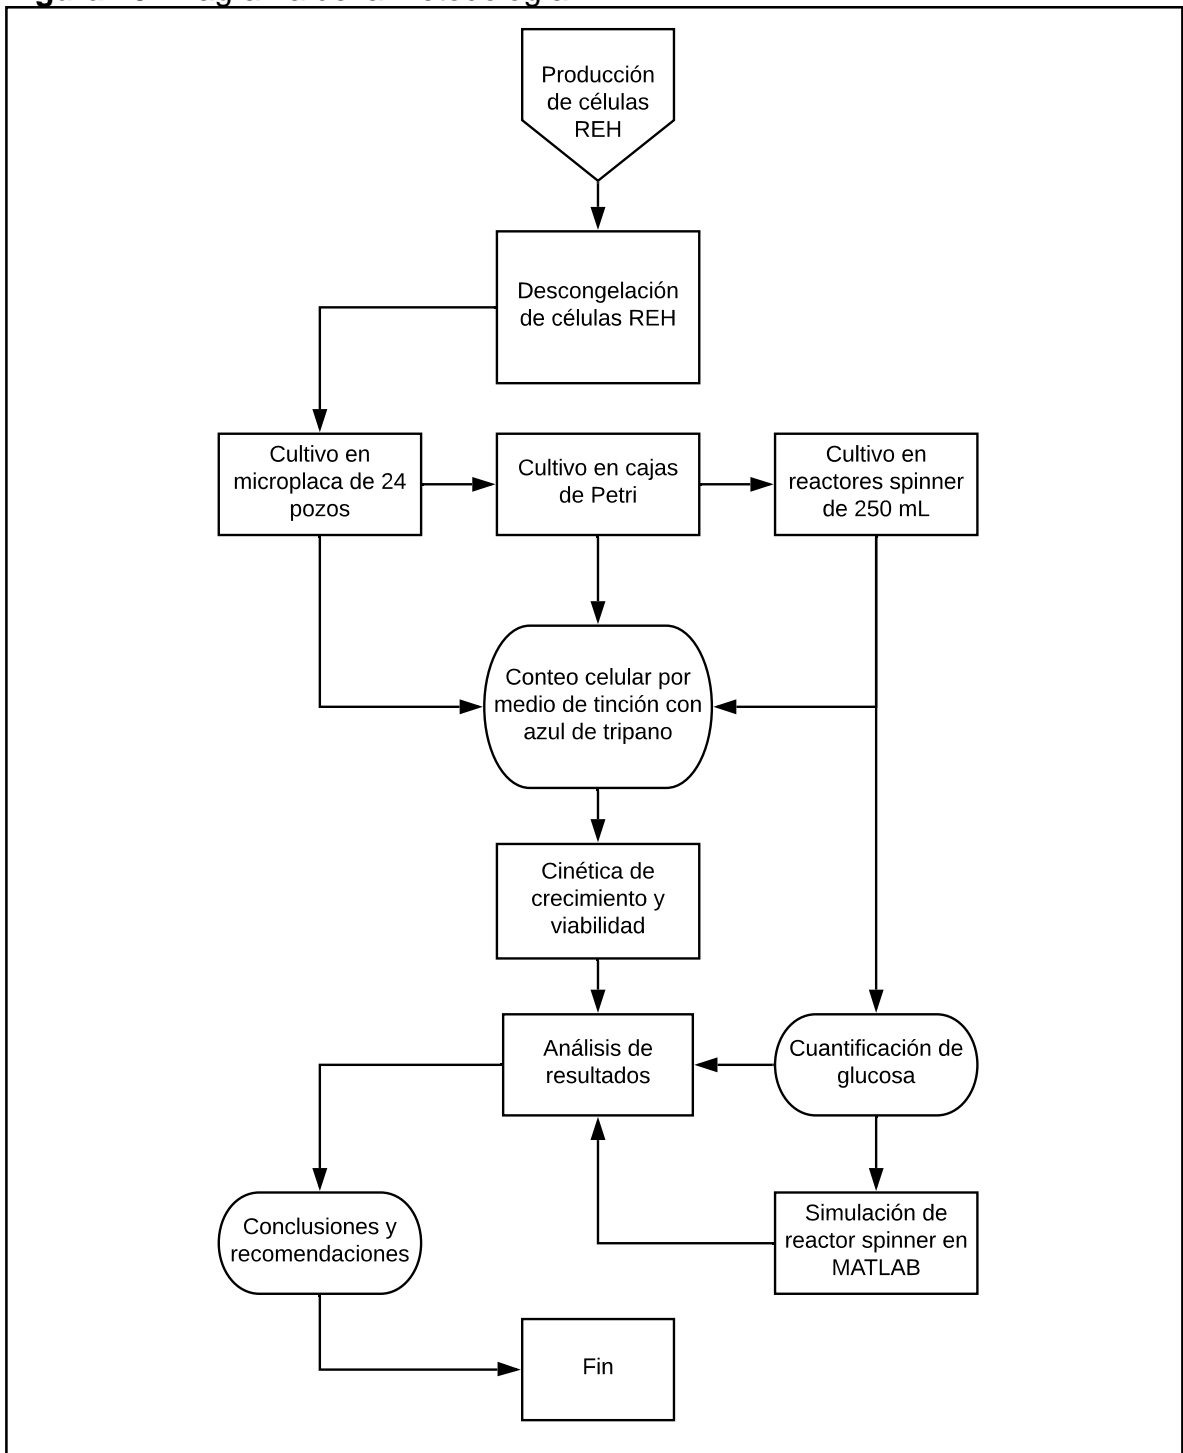 Producción
de células
REH
Descongelación
de células REH
Cultivo en
microplaca de 24
pozos
Cultivo en cajas
de Petri
Cultivo en
reactores spinner
de 250 mL
Conteo celular por
medio de tinción con
azul de tripano
Cinética de
crecimiento y
viabilidad
Análisis de
resultados
Cuantificación de
glucosa
Conclusiones y
recomendaciones
Simulación de
reactor spinner en
MATLAB
Fin